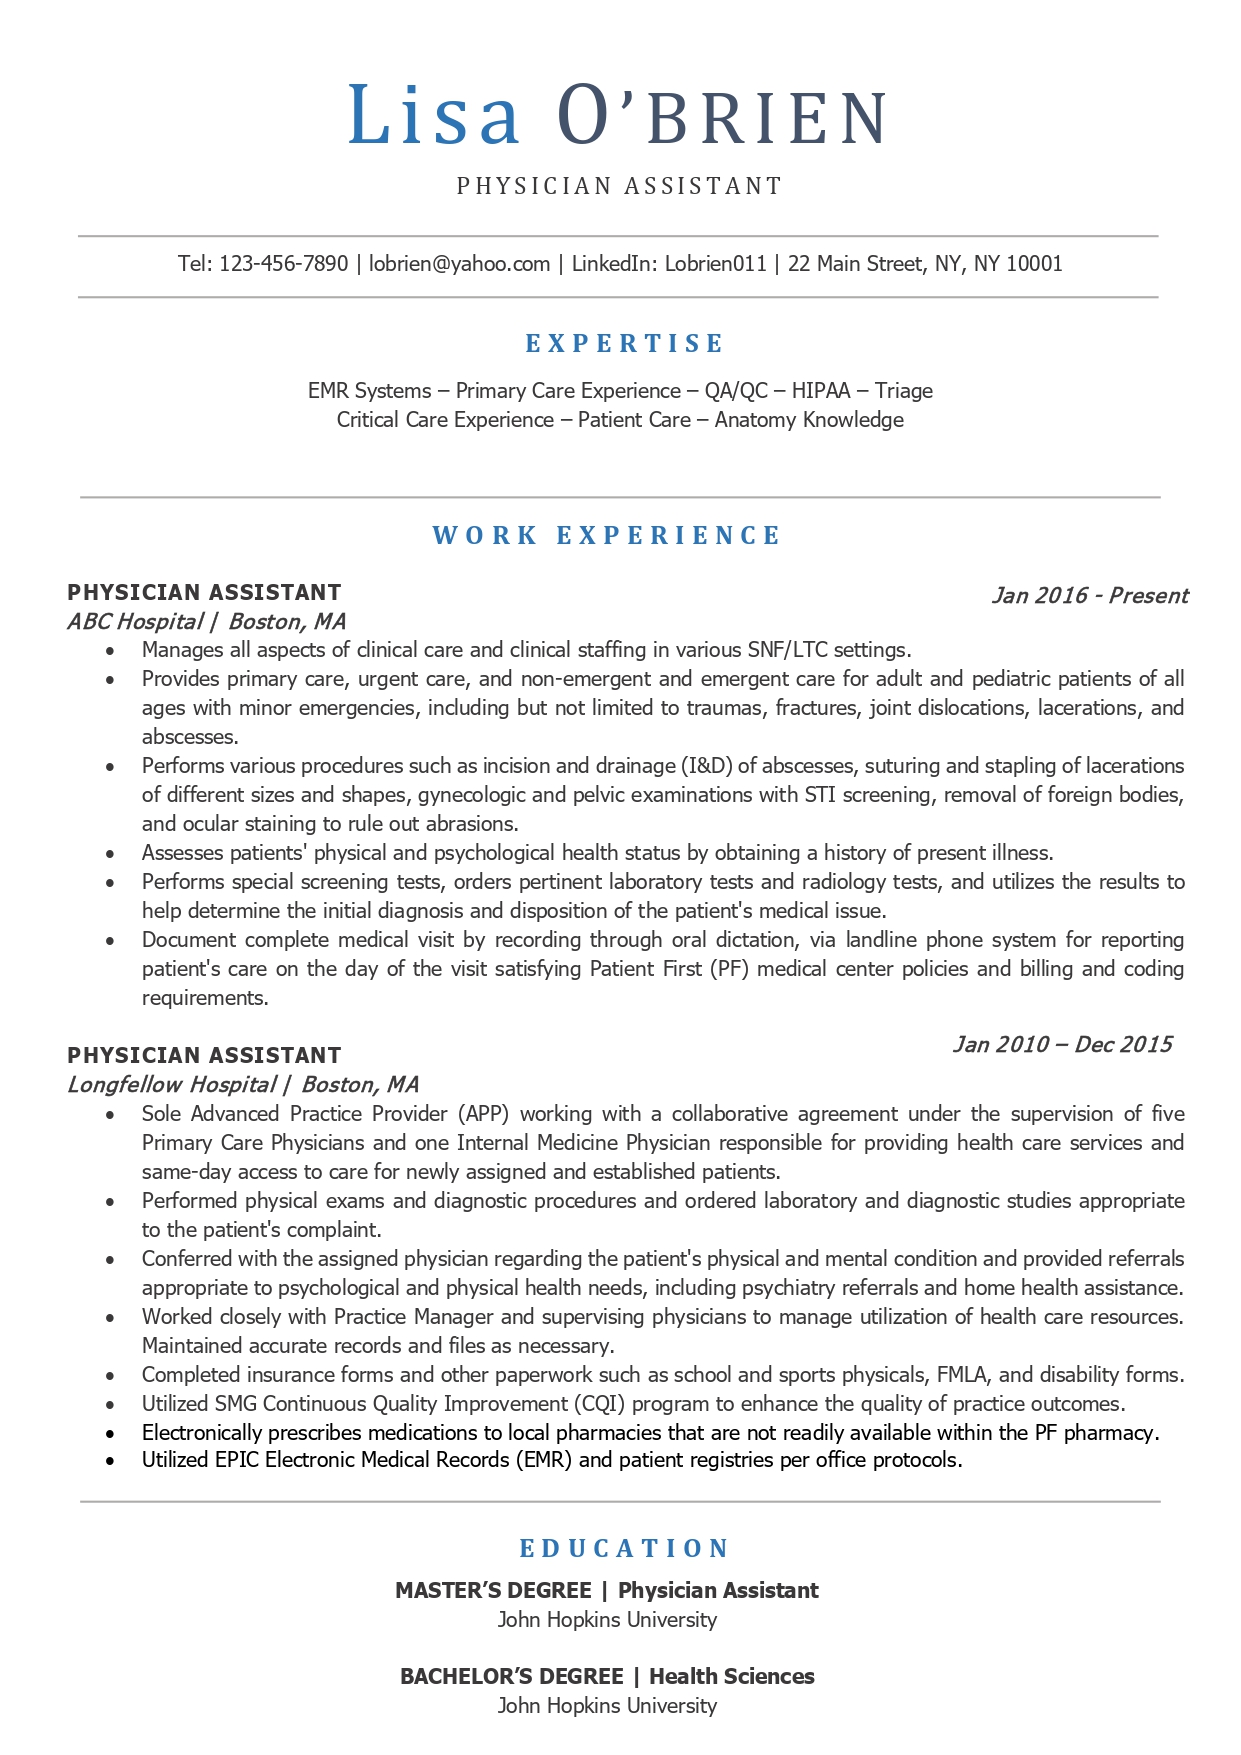 Lisa O’BRIEN
PHYSICIAN ASSISTANT
Tel: 123-456-7890 | lobrien@yahoo.com | LinkedIn: Lobrien011 | 22 Main Street, NY, NY 10001
EXPERTISE
EMR Systems – Primary Care Experience – QA/QC – HIPAA – Triage
Critical Care Experience – Patient Care – Anatomy Knowledge
WORK EXPERIENCE
PHYSICIAN ASSISTANT
Jan 2016 - Present
ABC Hospital | Boston, MA
• Manages all aspects of clinical care and clinical staffing in various SNF/LTC settings.
• Provides primary care, urgent care, and non-emergent and emergent care for adult and pediatric patients of all
ages with minor emergencies, including but not limited to traumas, fractures, joint dislocations, lacerations, and
abscesses.
• Performs various procedures such as incision and drainage (I&D) of abscesses, suturing and stapling of lacerations
of different sizes and shapes, gynecologic and pelvic examinations with STI screening, removal of foreign bodies,
and ocular staining to rule out abrasions.
• Assesses patients' physical and psychological health status by obtaining a history of present illness.
• Performs special screening tests, orders pertinent laboratory tests and radiology tests, and utilizes the results to
help determine the initial diagnosis and disposition of the patient's medical issue.
• Document complete medical visit by recording through oral dictation, via landline phone system for reporting
patient's care on the day of the visit satisfying Patient First (PF) medical center policies and billing and coding
requirements.
PHYSICIAN ASSISTANT
Jan 2010 – Dec 2015
Longfellow Hospital | Boston, MA
• Sole Advanced Practice Provider (APP) working with a collaborative agreement under the supervision of five
Primary Care Physicians and one Internal Medicine Physician responsible for providing health care services and
same-day access to care for newly assigned and established patients.
• Performed physical exams and diagnostic procedures and ordered laboratory and diagnostic studies appropriate
to the patient's complaint.
• Conferred with the assigned physician regarding the patient's physical and mental condition and provided referrals
appropriate to psychological and physical health needs, including psychiatry referrals and home health assistance.
• Worked closely with Practice Manager and supervising physicians to manage utilization of health care resources.
Maintained accurate records and files as necessary.
• Completed insurance forms and other paperwork such as school and sports physicals, FMLA, and disability forms.
• Utilized SMG Continuous Quality Improvement (CQI) program to enhance the quality of practice outcomes.
• Electronically prescribes medications to local pharmacies that are not readily available within the PF pharmacy.
• Utilized EPIC Electronic Medical Records (EMR) and patient registries per office protocols.
EDUCATION
MASTER’S DEGREE | Physician Assistant
John Hopkins University
BACHELOR’S DEGREE | Health Sciences
John Hopkins University